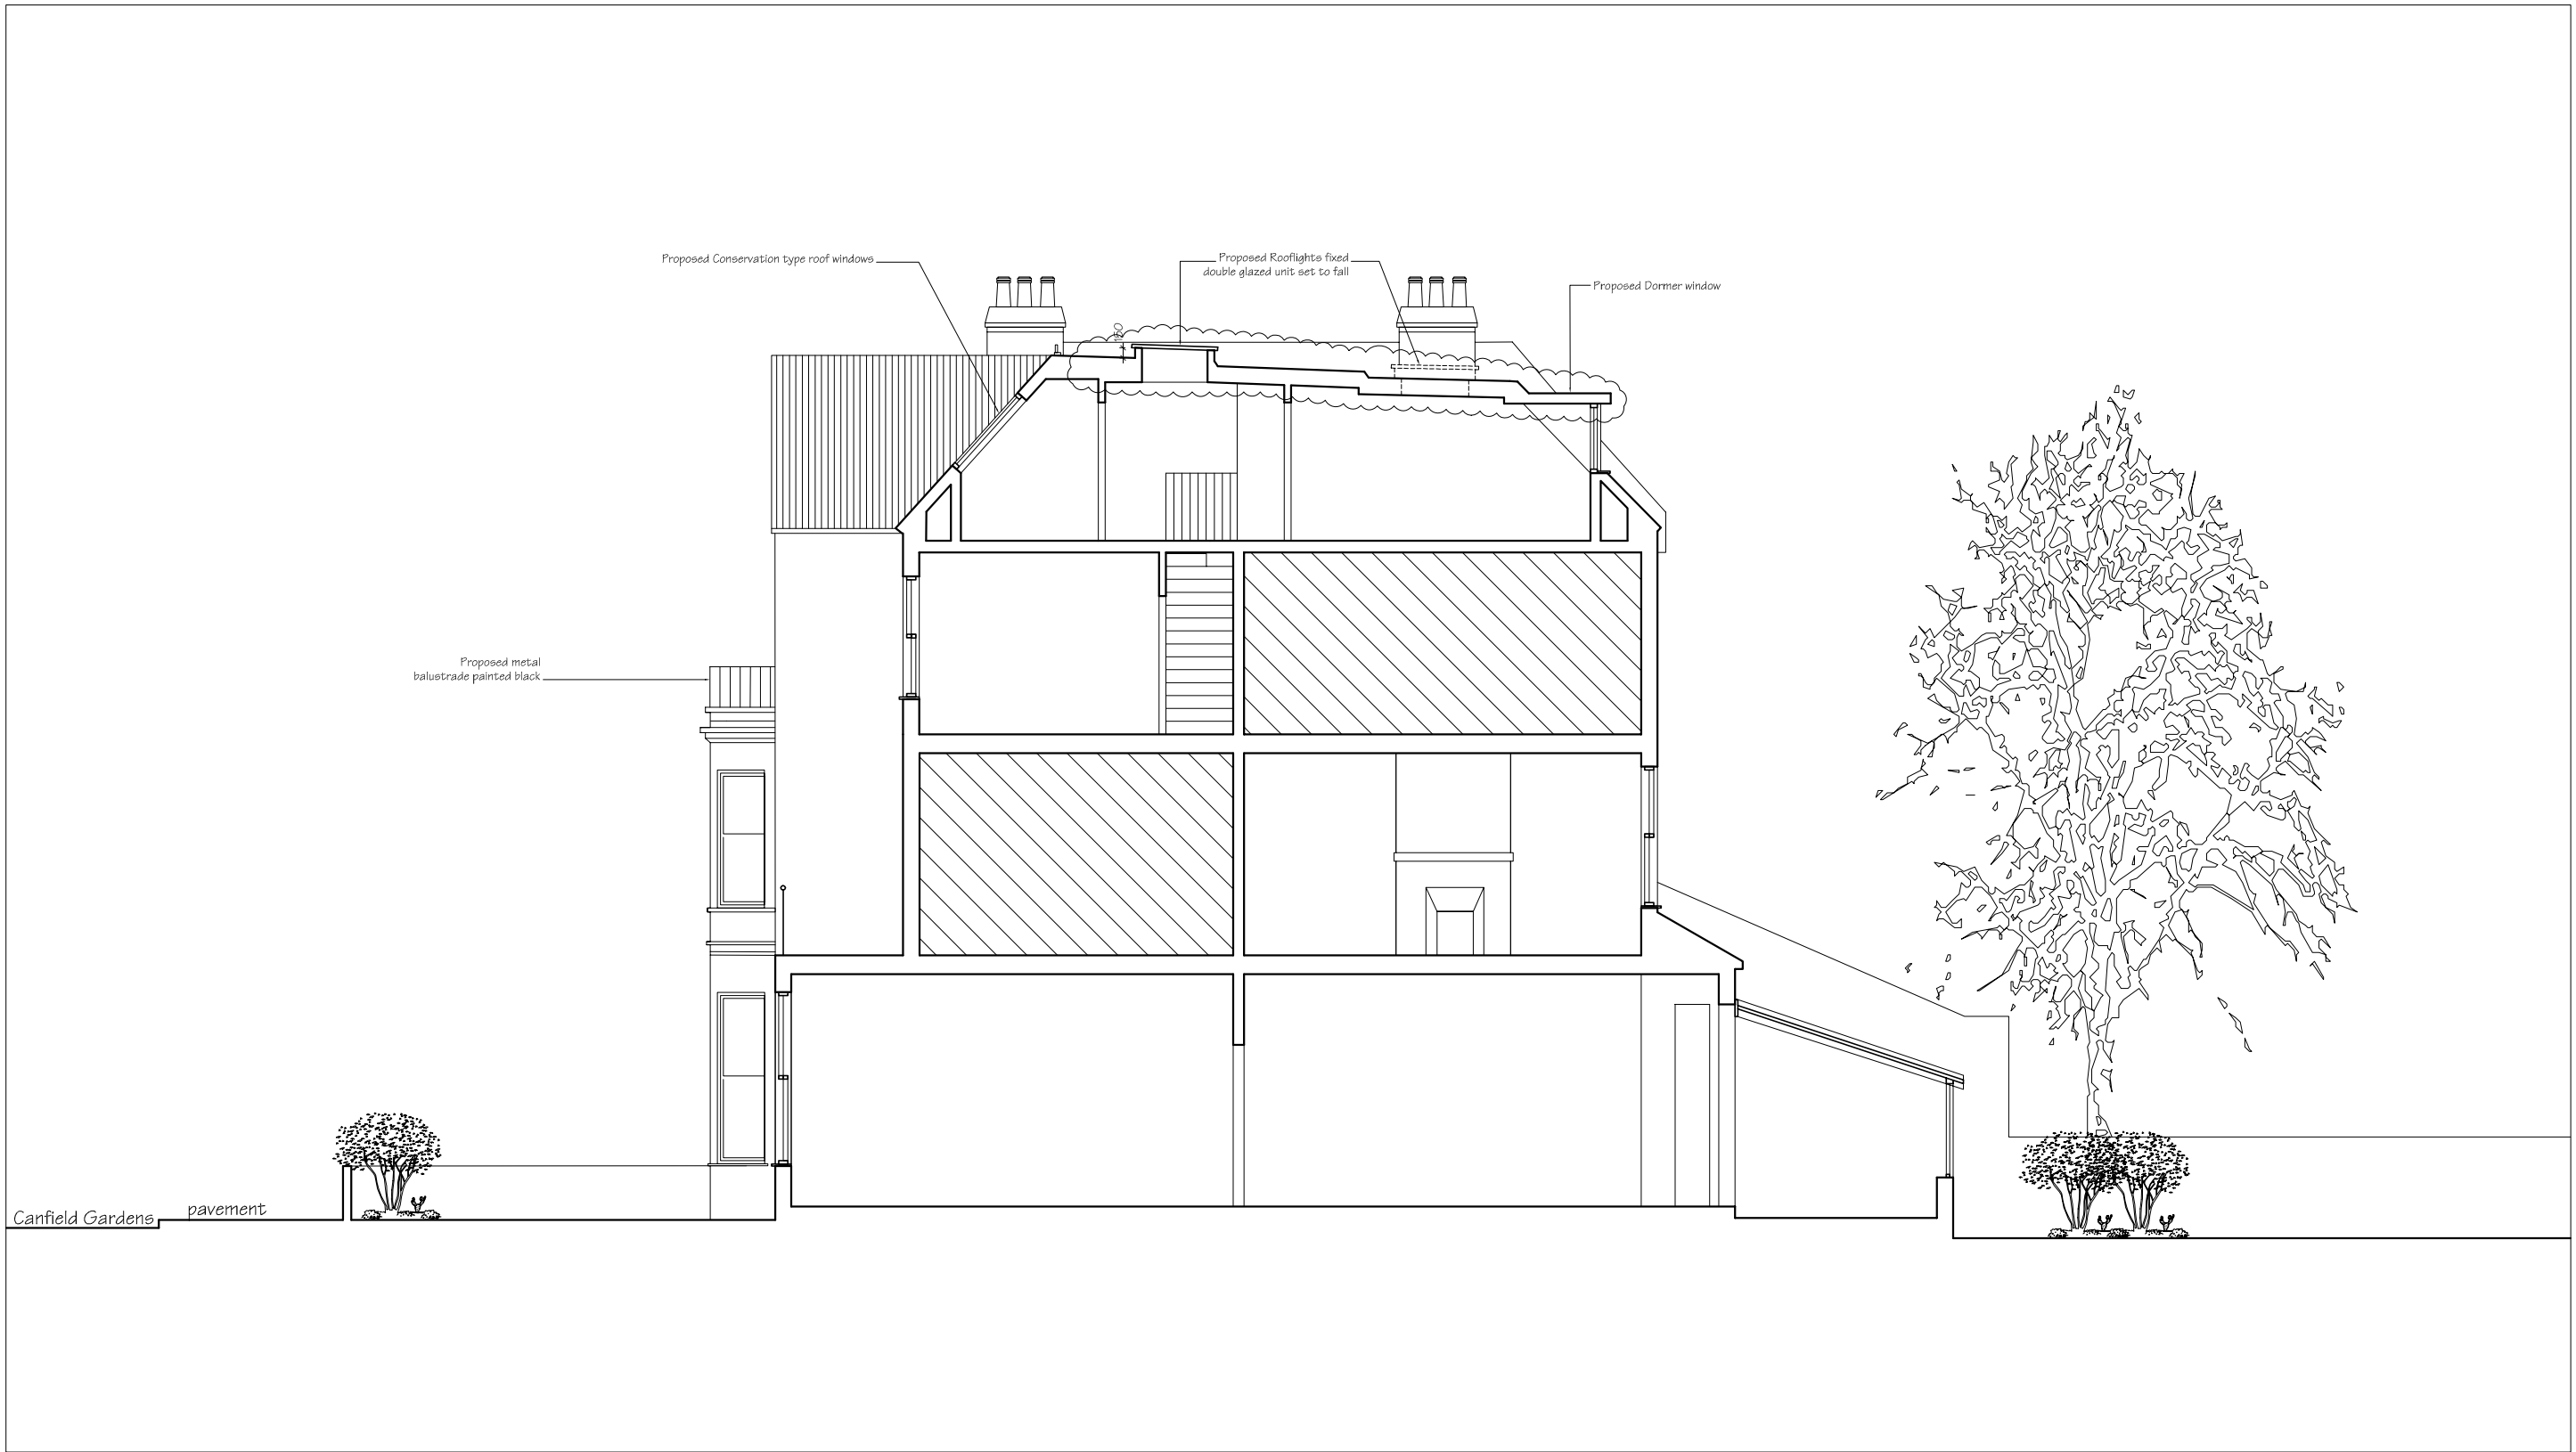 Proposed Conservation type roof windows
Proposed Rooflights fixed
double glazed unit set to fall
Proposed Dormer window
150
Proposed metal
balustrade painted black
Canfield Gardens
pavement